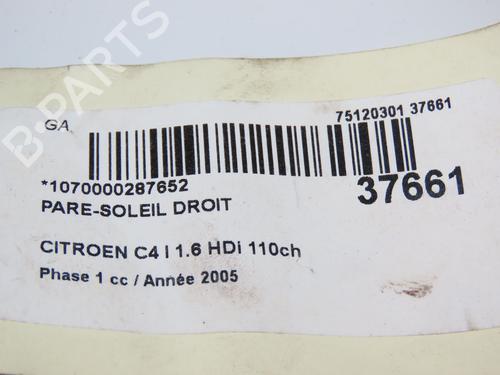 B-PARTS
GA
75120301 37661
*1070000287652
37661
PARE-SOLEIL DROIT
CITROEN C4 I 1.6 HDi 110ch
Phase 1 cc / Année 2005